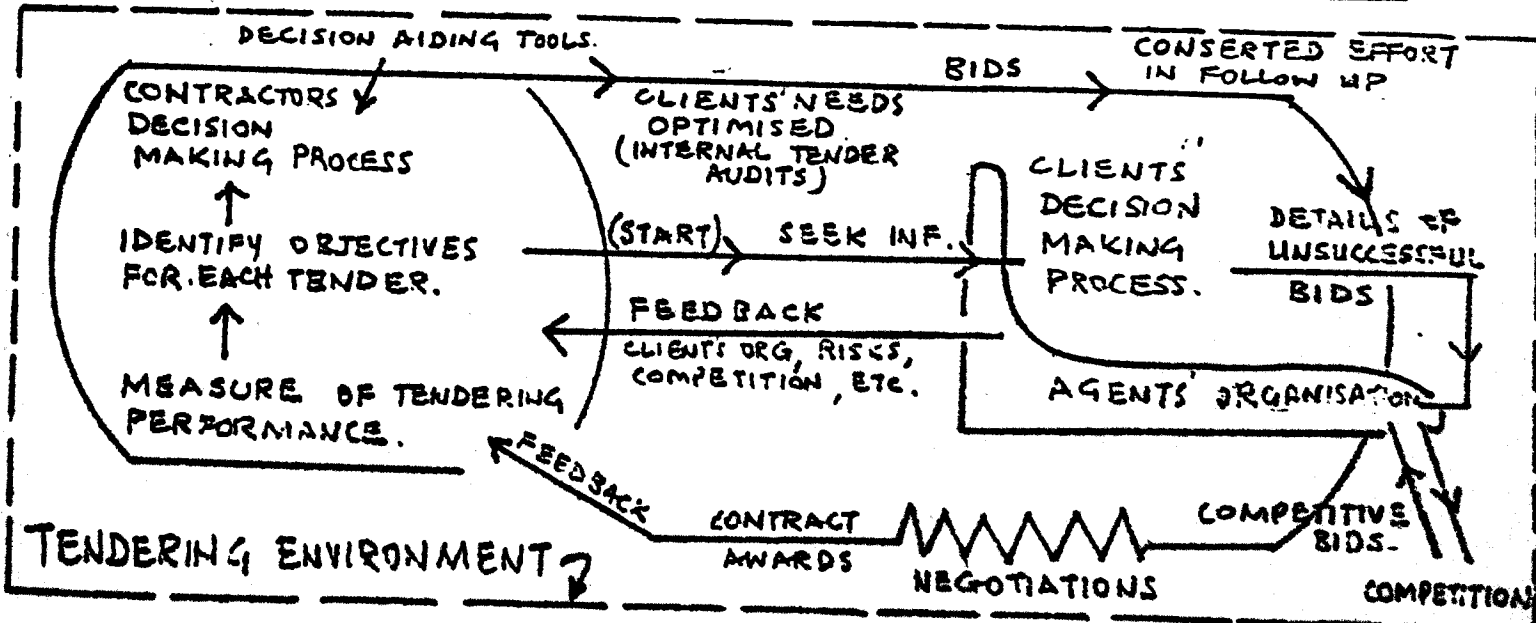 DECISION AIDING TOOLS.
CONTRACTORS
DECISION
MAKING PROCESS
IDENTIFY OBJECTIVES
FOR.EACH TENDER.
MEASURE OF TENDERING
PERFORMANCE.
CLIENTS' NEEDS
OPTIMISED
(INTERNAL TENDER
AUDITS)
BIDS
CONSERTED EFFORT
IN FOLLOW UP
(START)
SEEK INF.
FEEDBACK
CLIENTS ORG, RISKS,
COMPETITION, ETC.
CLIENTS'
DECISION
MAKING
PROCESS.
DETAILS OF
UNSUCCESSFUL
BIDS
AGENTS' ORGANISATION
FEEDBACK
CONTRACT
AWARDS
NEGOTIATIONS
COMPETITIVE
BIDS.
COMPETITION
TENDERING ENVIRONMENT